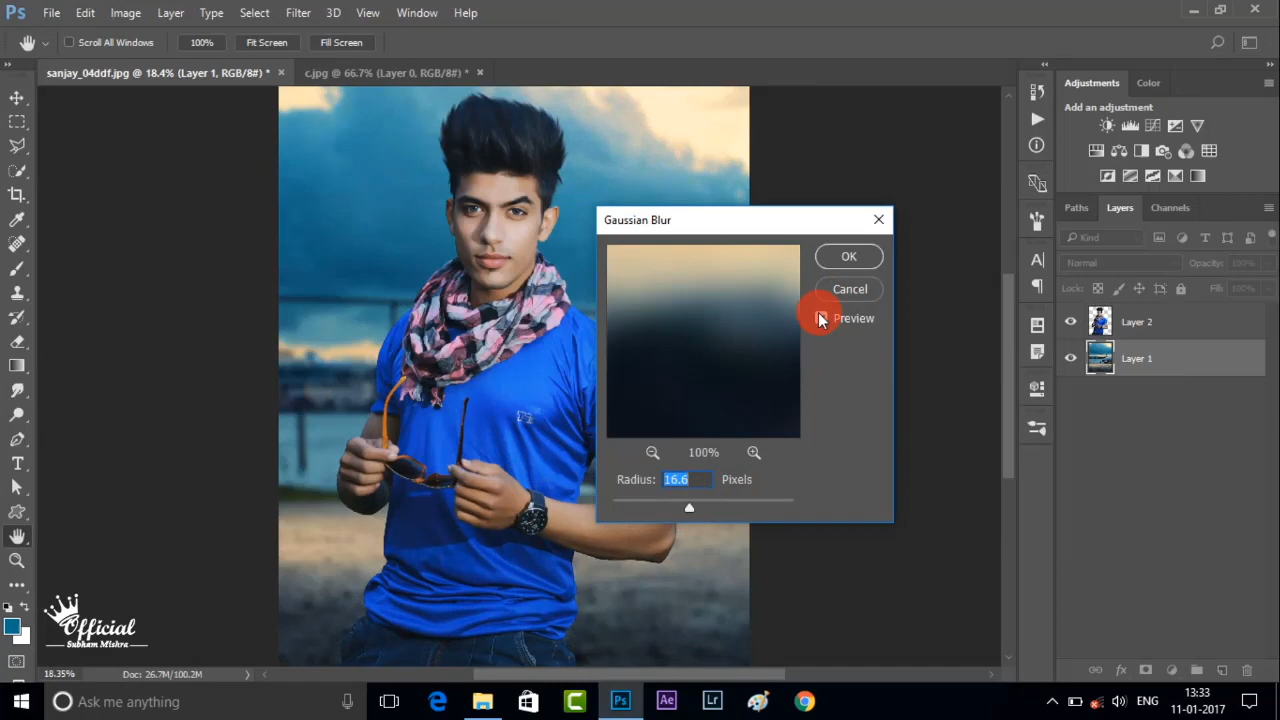 Ps File Edit Image Layer Type Select Filter 3D View Window Help
Scroll All Windows 100% Fit Screen Fill Screen
sanjay_04ddf.jpg @ 18.4% (Layer 1, RGB/8#) * × c.jpg @ 66.7% (Layer 0, RGB/8#) * ×
Adjustments Color
Add an adjustment
Paths Layers Channels
Kind
Normal Opacity: 100%
Lock: Fill: 100%
Layer 2
Layer 1
Gaussian Blur
OK
Cancel
Preview
100%
Radius: 16.6 Pixels
Official
Subham Mishra
18.35% Doc: 26.7M/100.2M
Ask me anything
Ps Ae Lr
ENG
13:33
11-01-2017